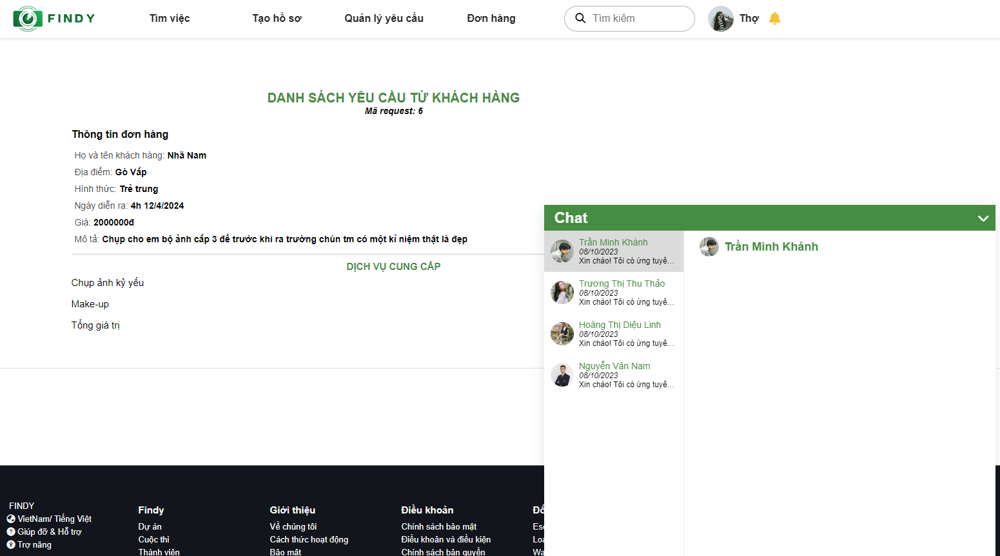 FINDY
Tìm việc
Tạo hồ sơ
Quản lý yêu cầu
Đơn hàng
Tìm kiếm
Thợ
DANH SÁCH YÊU CẦU TỪ KHÁCH HÀNG
Mã request: 6
Thông tin đơn hàng
Họ và tên khách hàng: Nhã Nam
Địa điểm: Gò Vấp
Hình thức: Trẻ trung
Ngày diễn ra: 4h 12/4/2024
Giá: 2000000đ
Mô tả: Chụp cho em bộ ảnh cấp 3 để trước khi ra trường chún tm có một kỉ niệm thật là đẹp
DỊCH VỤ CUNG CẤP
Chụp ảnh kỷ yếu
Make-up
Tổng giá trị
Chat
Trần Minh Khánh
08/10/2023
Xin chào! Tôi có ứng tuyể...
Trương Thị Thu Thảo
08/10/2023
Xin chào! Tôi có ứng tuyể...
Hoàng Thị Diệu Linh
08/10/2023
Xin chào! Tôi có ứng tuyể...
Nguyễn Văn Nam
08/10/2023
Xin chào! Tôi có ứng tuyể...
Trần Minh Khánh
FINDY
VietNam/ Tiếng Việt
Giúp đỡ & Hỗ trợ
Trợ năng
Findy
Dự án
Cuộc thi
Thành viên
Giới thiệu
Về chúng tôi
Cách thức hoạt động
Bảo mật
Điều khoản
Chính sách bảo mật
Điều khoản và điều kiện
Chính sách bản quyền